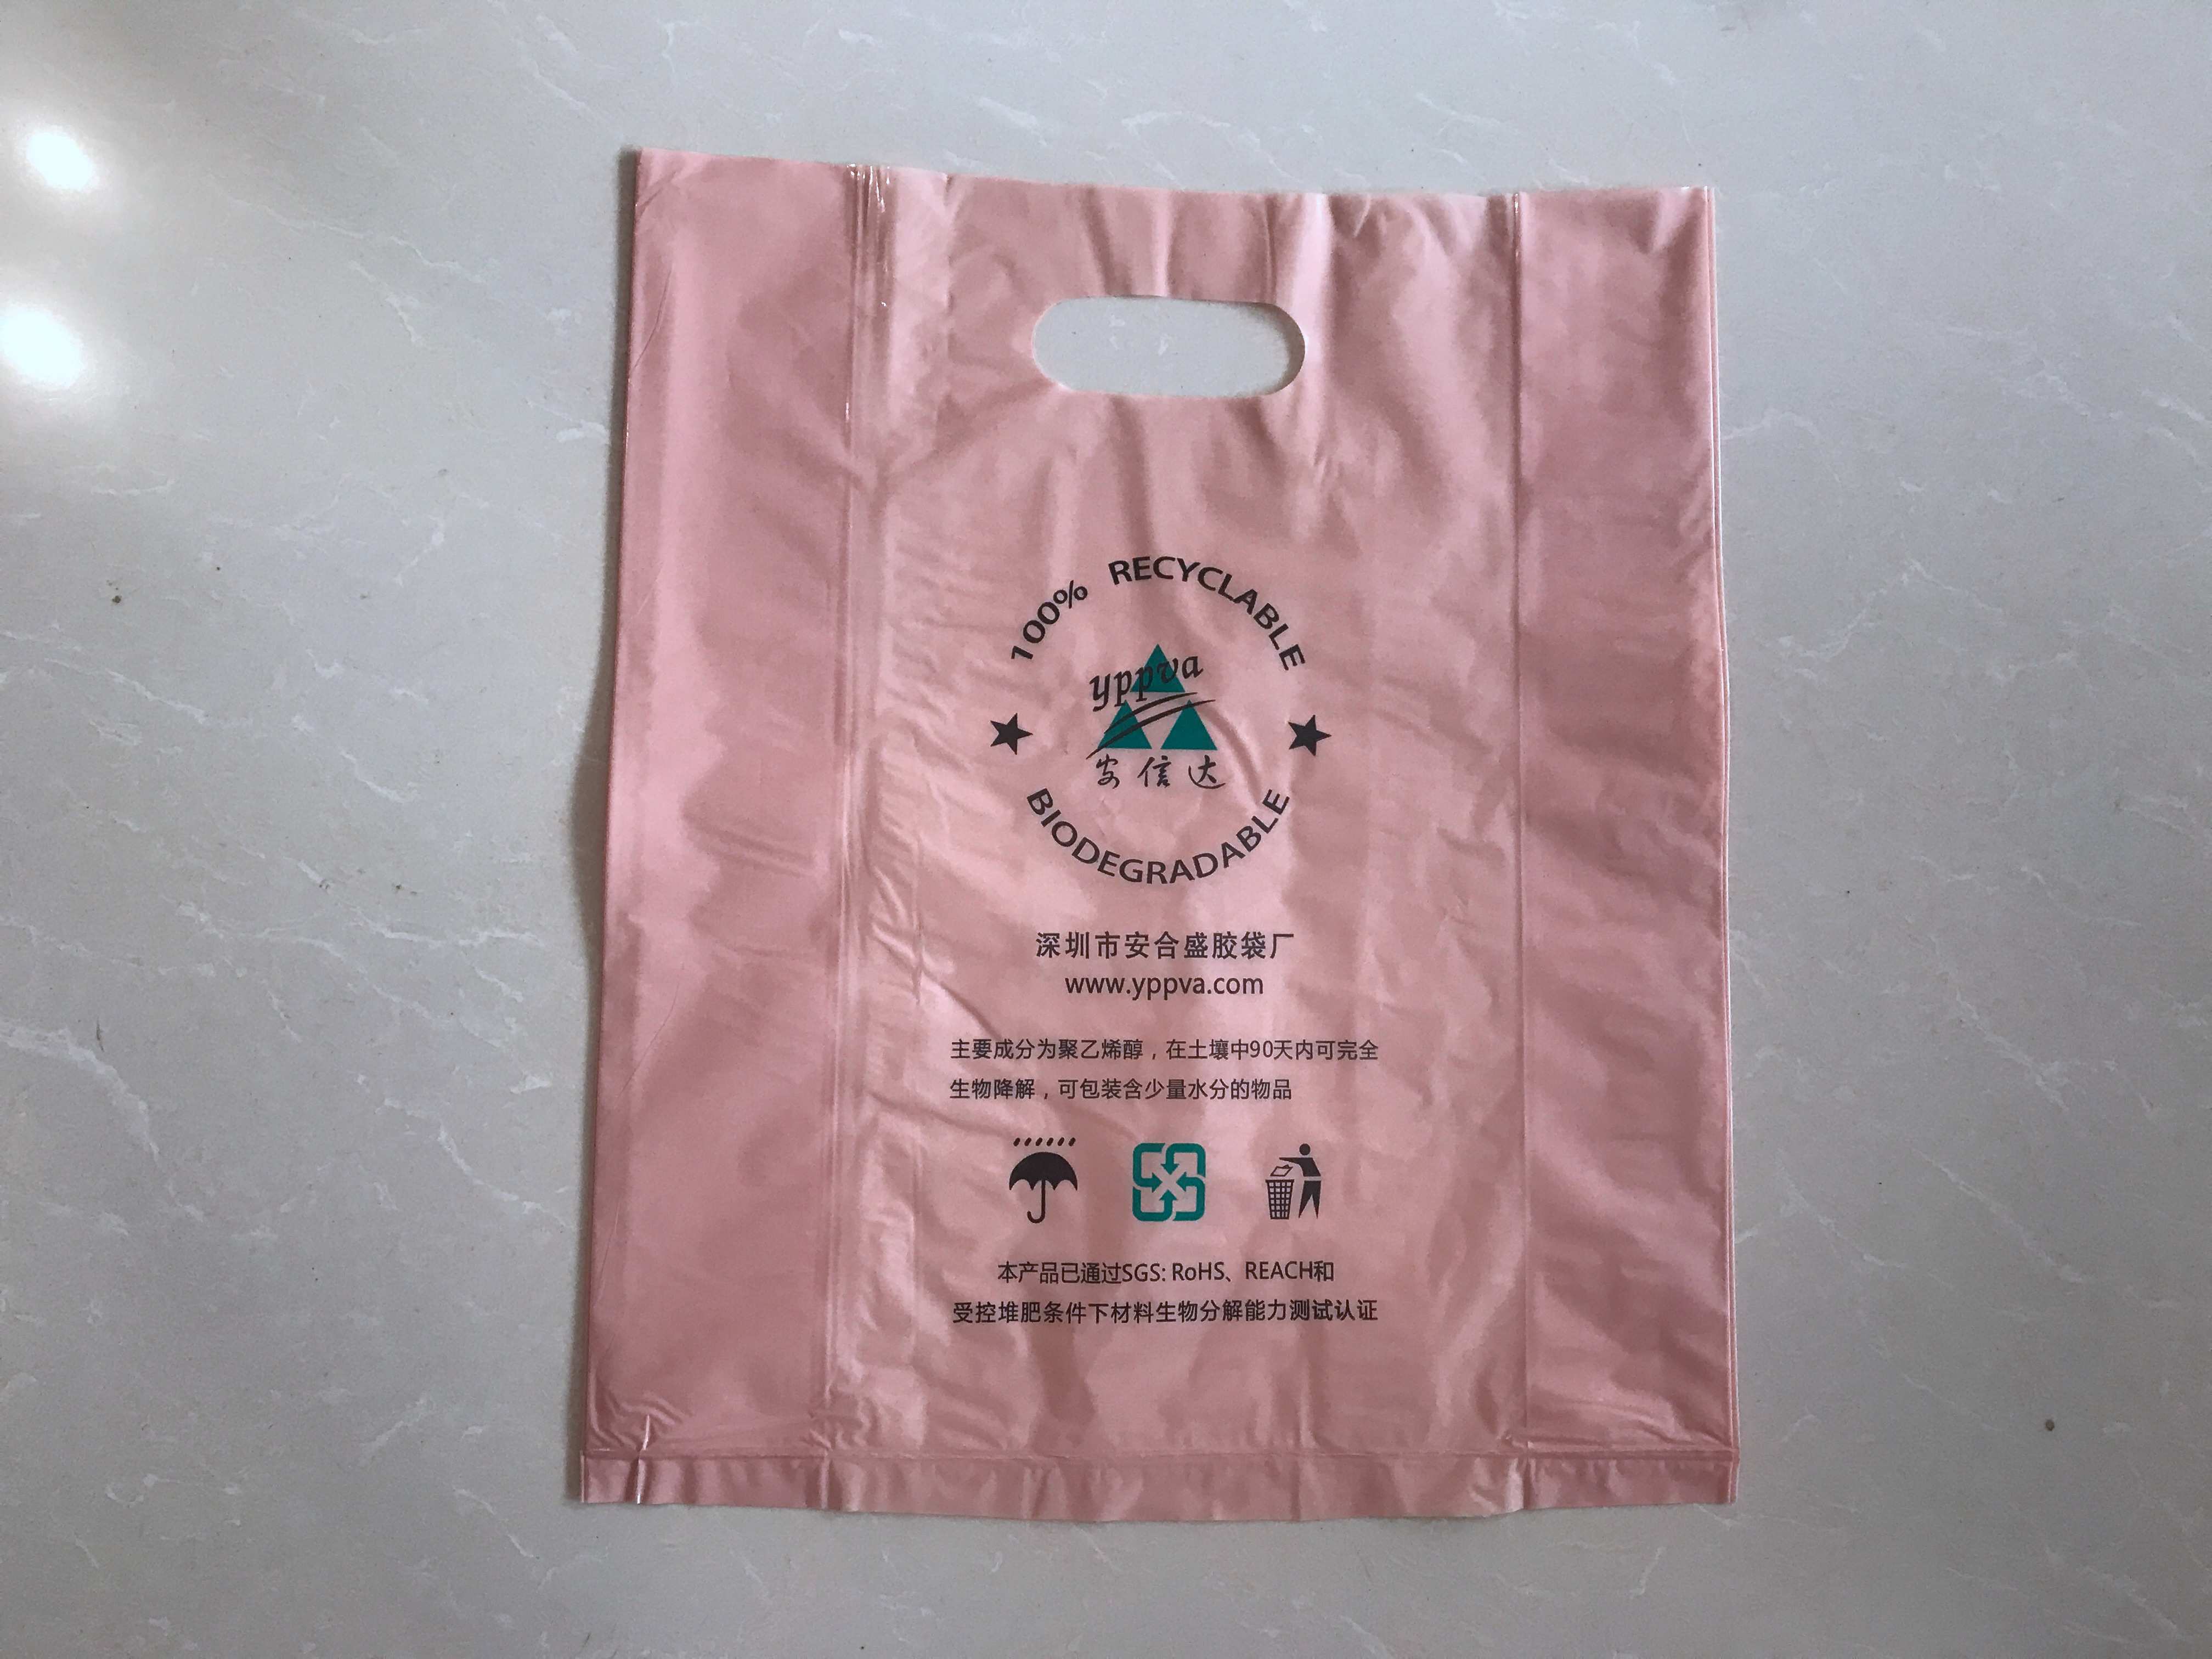 100% RECYCLABLE
yppva
安信达
BIODEGRADABLE
深圳市安合盛胶袋厂
www.yppva.com
主要成分为聚乙烯醇，在土壤中90天内可完全
生物降解，可包装含少量水分的物品
本产品已通过SGS: RoHS、REACH和
受控堆肥条件下材料生物分解能力测试认证